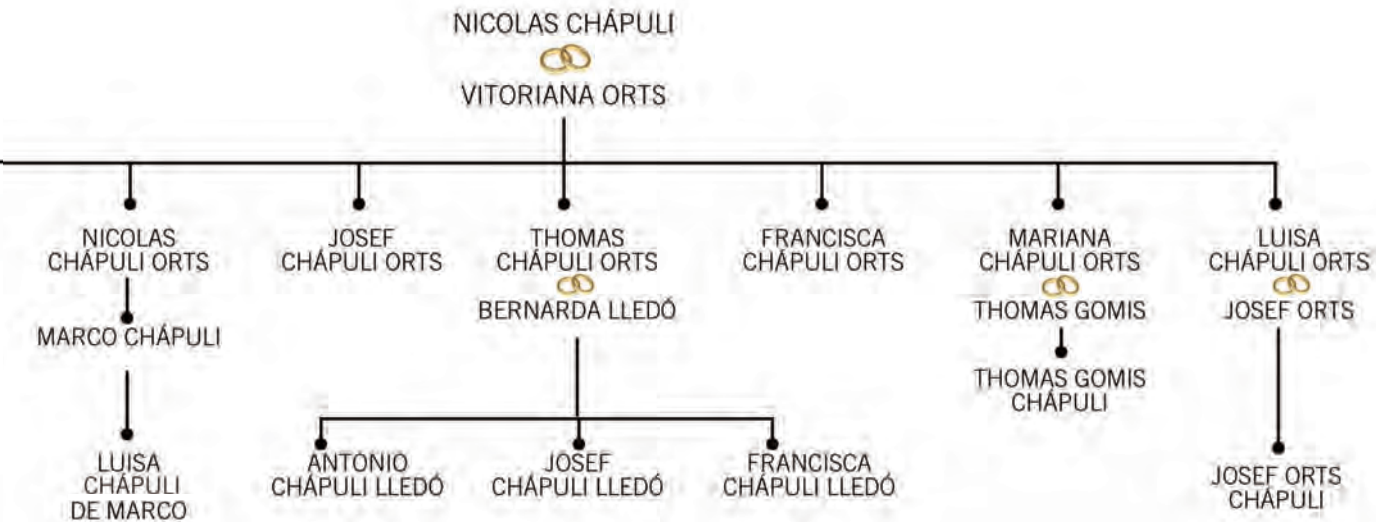 NICOLAS CHÁPULI
VITORIANA ORTS
NICOLAS
CHÁPULI ORTS
JOSEF
CHÁPULI ORTS
THOMAS
CHÁPULI ORTS
BERNARDA LLEDÓ
FRANCISCA
CHÁPULI ORTS
MARIANA
CHÁPULI ORTS
THOMAS GOMIS
LUISA
CHÁPULI ORTS
JOSEF ORTS
MARCO CHÁPULI
THOMAS GOMIS
CHÁPULI
LUISA
CHÁPULI
DE MARCO
ANTONIO
CHÁPULI LLEDÓ
JOSEF
CHÁPULI LLEDÓ
FRANCISCA
CHÁPULI LLEDÓ
JOSEF ORTS
CHÁPULI